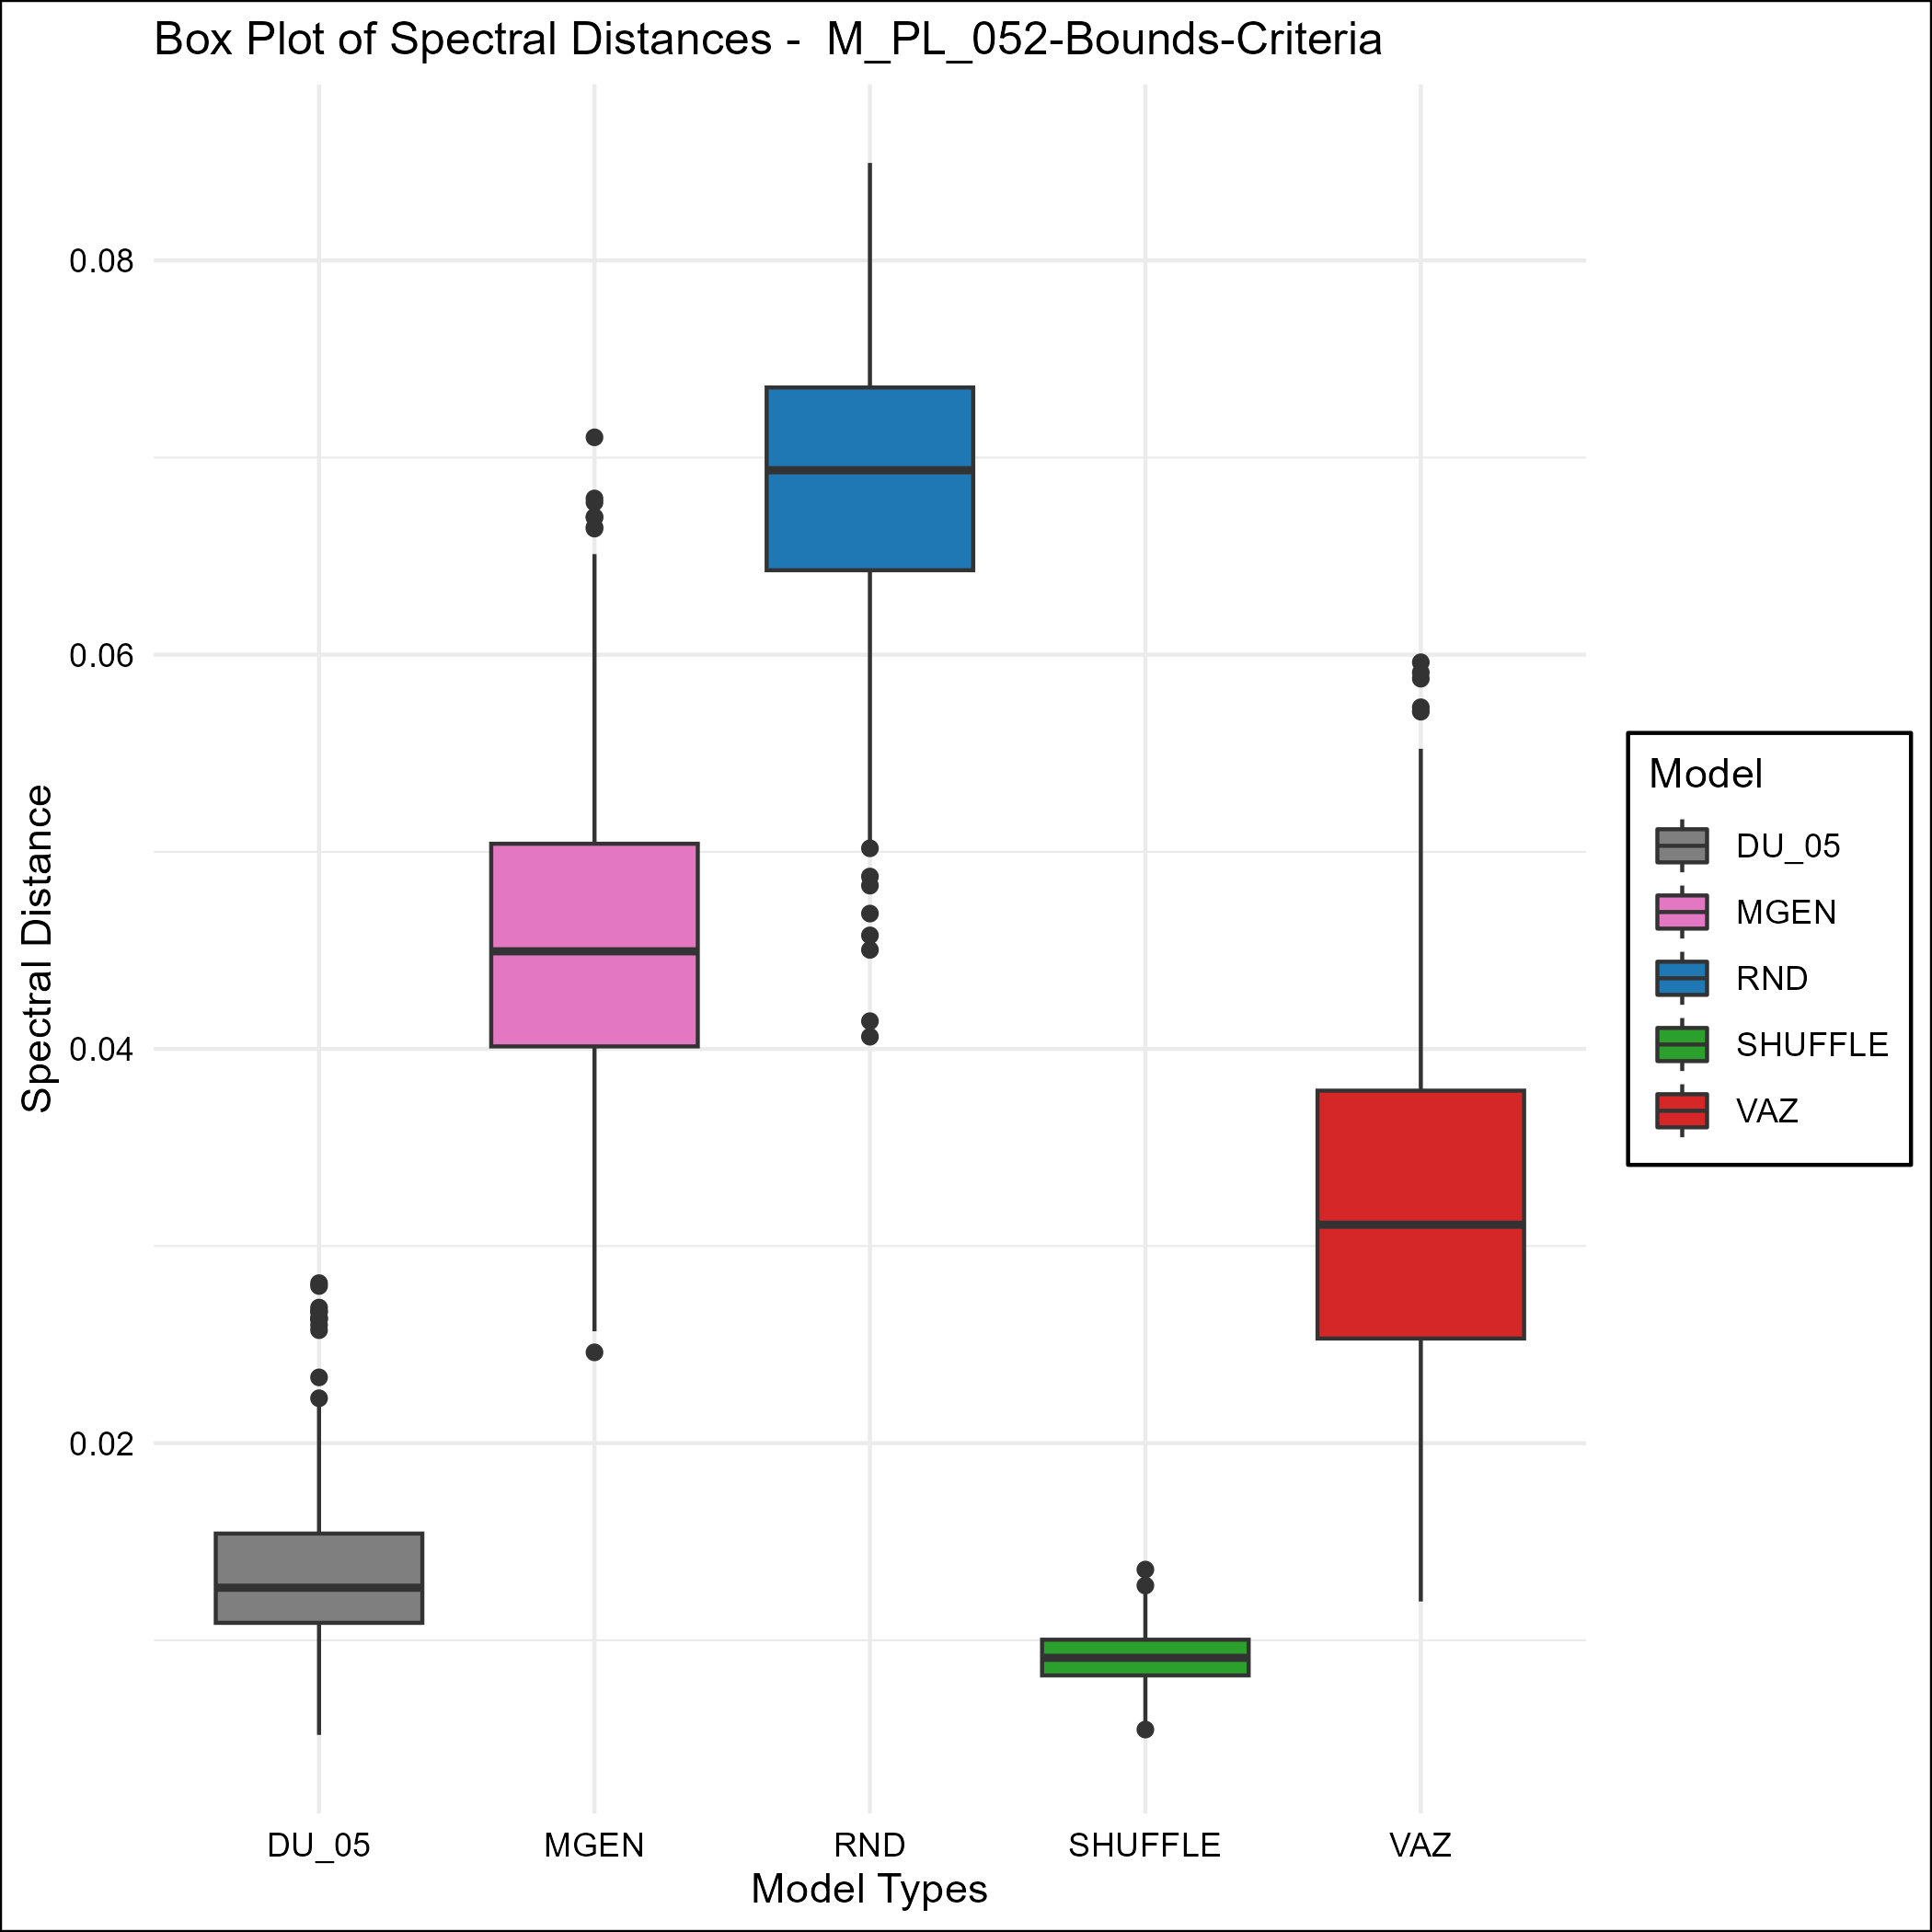 Box Plot of Spectral Distances -  M_PL_052-Bounds-Criteria
0.08
0.06
0.04
0.02
Spectral Distance
DU_05
MGEN
RND
SHUFFLE
VAZ
Model Types
Model
DU_05
MGEN
RND
SHUFFLE
VAZ